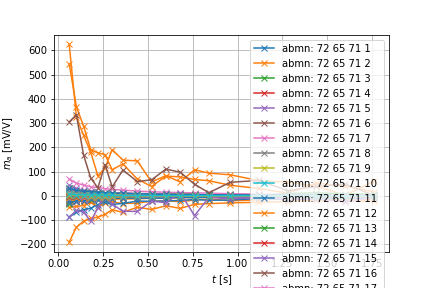 600
500
400
300
200
100
0
−100
−200
m_a [mV/V]
0.00
0.25
0.50
0.75
1.00
t [s]
abmn: 72 65 71 1
abmn: 72 65 71 2
abmn: 72 65 71 3
abmn: 72 65 71 4
abmn: 72 65 71 5
abmn: 72 65 71 6
abmn: 72 65 71 7
abmn: 72 65 71 8
abmn: 72 65 71 9
abmn: 72 65 71 10
abmn: 72 65 71 11
abmn: 72 65 71 12
abmn: 72 65 71 13
abmn: 72 65 71 14
abmn: 72 65 71 15
abmn: 72 65 71 16
abmn: 72 65 71 17